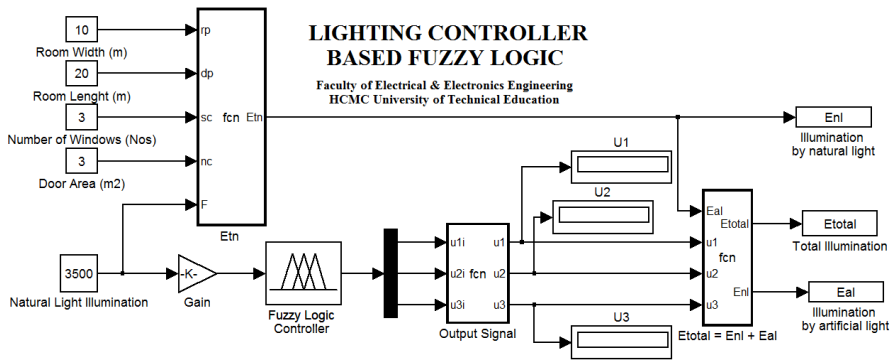 LIGHTING CONTROLLER
BASED FUZZY LOGIC
Faculty of Electrical & Electronics Engineering
HCMC University of Technical Education
10
Room Width (m)
20
Room Lenght (m)
3
Number of Windows (Nos)
3
Door Area (m2)
rp
dp
sc
nc
F
fcn
Etn
Etn
3500
Natural Light Illumination
-K-
Gain
Fuzzy Logic
Controller
u1i
u2i
u3i
fcn
u1
u2
u3
Output Signal
U1
U2
U3
Eal
u1
u2
u3
fcn
Etotal
Enl
Etotal = Enl + Eal
Enl
Illumination
by natural light
Etotal
Total Illumination
Eal
Illumination
by artificial light